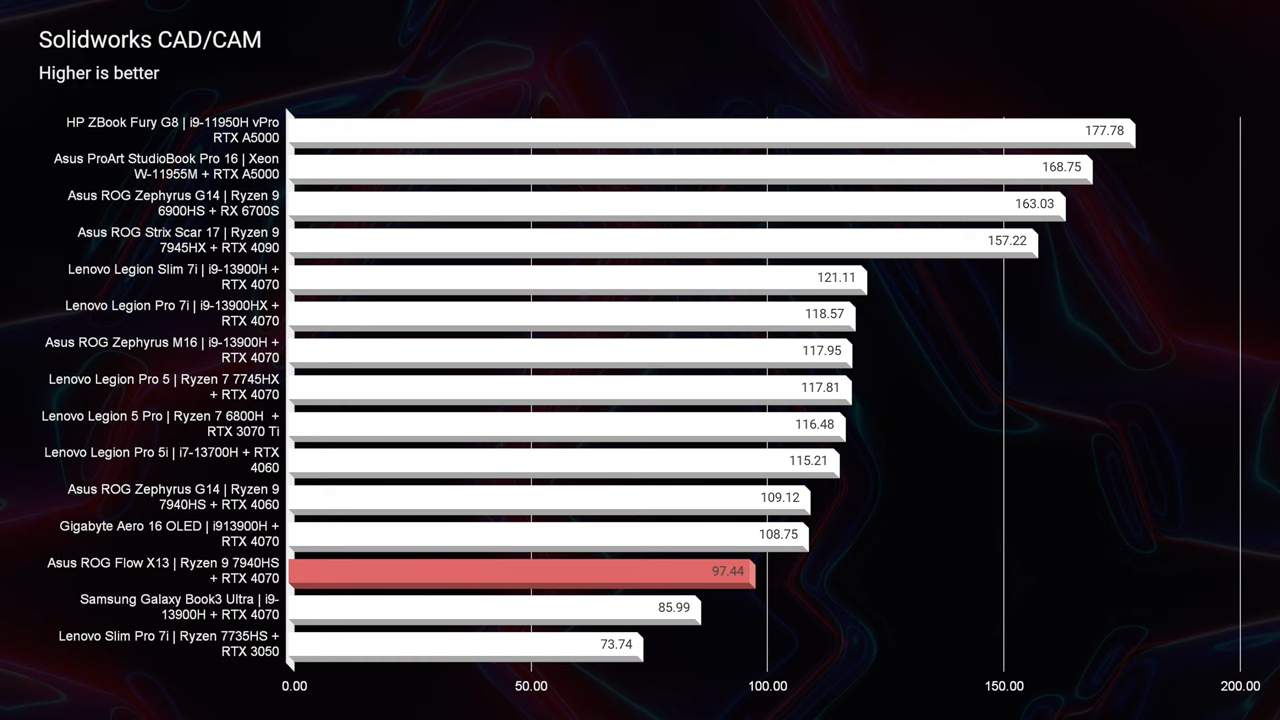 Solidworks CAD/CAM
Higher is better
HP ZBook Fury G8 | i9-11950H vPro
RTX A5000
177.78
Asus ProArt StudioBook Pro 16 | Xeon
W-11955M + RTX A5000
168.75
Asus ROG Zephyrus G14 | Ryzen 9
6900HS + RX 6700S
163.03
Asus ROG Strix Scar 17 | Ryzen 9
7945HX + RTX 4090
157.22
Lenovo Legion Slim 7i | i9-13900H +
RTX 4070
121.11
Lenovo Legion Pro 7i | i9-13900HX +
RTX 4070
118.57
Asus ROG Zephyrus M16 | i9-13900H +
RTX 4070
117.95
Lenovo Legion Pro 5 | Ryzen 7 7745HX
+ RTX 4070
117.81
Lenovo Legion 5 Pro | Ryzen 7 6800H +
RTX 3070 Ti
116.48
Lenovo Legion Pro 5i | i7-13700H + RTX
4060
115.21
Asus ROG Zephyrus G14 | Ryzen 9
7940HS + RTX 4060
109.12
Gigabyte Aero 16 OLED | i913900H +
RTX 4070
108.75
Asus ROG Flow X13 | Ryzen 9 7940HS
+ RTX 4070
97.44
Samsung Galaxy Book3 Ultra | i9-
13900H + RTX 4070
85.99
Lenovo Slim Pro 7i | Ryzen 7735HS +
RTX 3050
73.74
0.00 50.00 100.00 150.00 200.00